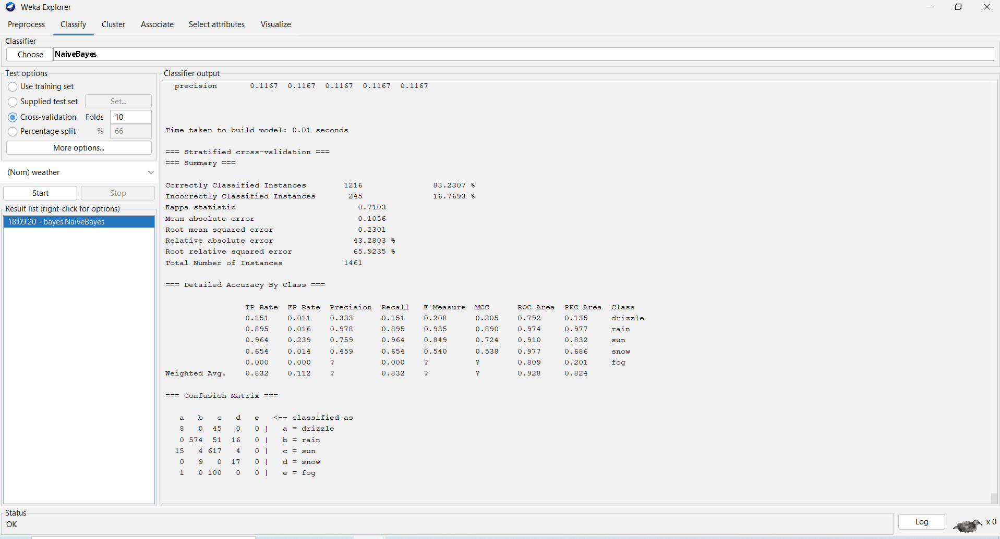 Weka Explorer
Preprocess Classify Cluster Associate Select attributes Visualize
Classifier
Choose NaiveBayes
Test options
Use training set
Supplied test set Set...
Cross-validation Folds 10
Percentage split % 66
More options...
(Nom) weather
Start Stop
Result list (right-click for options)
18:09:20 - bayes.NaiveBayes
Classifier output
precision 0.1167 0.1167 0.1167 0.1167 0.1167
Time taken to build model: 0.01 seconds
=== Stratified cross-validation ===
=== Summary ===
Correctly Classified Instances 1216 83.2307 %
Incorrectly Classified Instances 245 16.7693 %
Kappa statistic 0.7103
Mean absolute error 0.1056
Root mean squared error 0.2301
Relative absolute error 43.2803 %
Root relative squared error 65.9235 %
Total Number of Instances 1461
=== Detailed Accuracy By Class ===
TP Rate FP Rate Precision Recall F-Measure MCC ROC Area PRC Area Class
0.151 0.011 0.333 0.151 0.208 0.205 0.792 0.135 drizzle
0.895 0.016 0.978 0.895 0.935 0.890 0.974 0.977 rain
0.964 0.239 0.759 0.964 0.849 0.724 0.910 0.832 sun
0.654 0.014 0.459 0.654 0.540 0.538 0.977 0.686 snow
0.000 0.000 ? 0.000 ? ? 0.809 0.201 fog
Weighted Avg. 0.832 0.112 ? 0.832 ? ? 0.928 0.824
=== Confusion Matrix ===
a b c d e <-- classified as
8 0 45 0 0 | a = drizzle
0 574 51 16 0 | b = rain
15 4 617 4 0 | c = sun
0 9 0 17 0 | d = snow
1 0 100 0 0 | e = fog
Status
OK
Log x 0